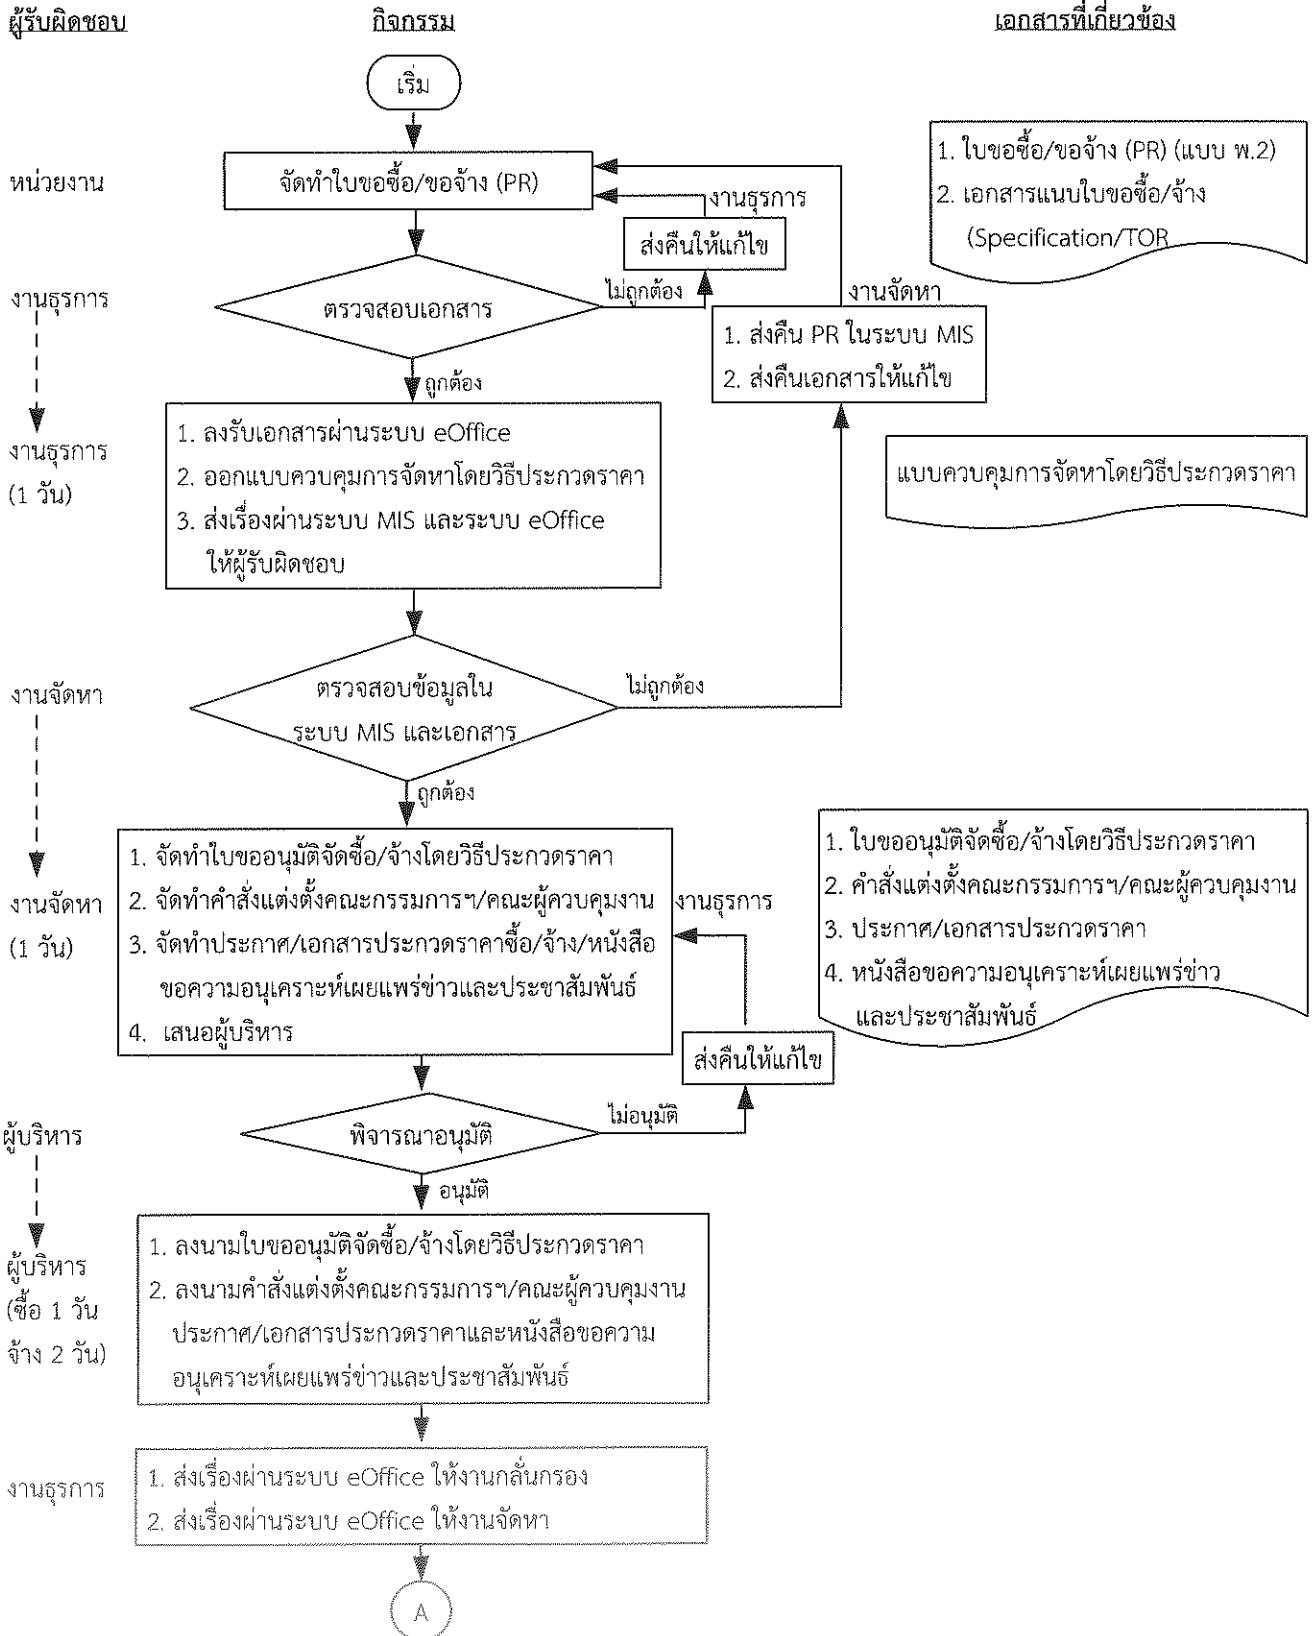 ผู้รับผิดชอบ
กิจกรรม
เอกสารที่เกี่ยวข้อง
เริ่ม
หน่วยงาน
จัดทำใบขอซื้อ/ขอจ้าง (PR)
1. ใบขอซื้อ/ขอจ้าง (PR) (แบบ พ.2)
2. เอกสารแนบใบขอซื้อ/จ้าง
(Specification/TOR
งานธุรการ
ส่งคืนให้แก้ไข
ไม่ถูกต้อง
งานธุรการ
ตรวจสอบเอกสาร
งานจัดหา
1. ส่งคืน PR ในระบบ MIS
2. ส่งคืนเอกสารให้แก้ไข
ถูกต้อง
งานธุรการ
(1 วัน)
1. ลงรับเอกสารผ่านระบบ eOffice
2. ออกแบบควบคุมการจัดหาโดยวิธีประกวดราคา
3. ส่งเรื่องผ่านระบบ MIS และระบบ eOffice
ให้ผู้รับผิดชอบ
แบบควบคุมการจัดหาโดยวิธีประกวดราคา
งานจัดหา
ตรวจสอบข้อมูลใน
ระบบ MIS และเอกสาร
ไม่ถูกต้อง
ถูกต้อง
งานจัดหา
(1 วัน)
1. จัดทำใบขออนุมัติจัดซื้อ/จ้างโดยวิธีประกวดราคา
2. จัดทำคำสั่งแต่งตั้งคณะกรรมการฯ/คณะผู้ควบคุมงาน
3. จัดทำประกาศ/เอกสารประกวดราคาซื้อ/จ้าง/หนังสือ
ขอความอนุเคราะห์เผยแพร่ข่าวและประชาสัมพันธ์
4. เสนอผู้บริหาร
งานธุรการ
ส่งคืนให้แก้ไข
1. ใบขออนุมัติจัดซื้อ/จ้างโดยวิธีประกวดราคา
2. คำสั่งแต่งตั้งคณะกรรมการฯ/คณะผู้ควบคุมงาน
3. ประกาศ/เอกสารประกวดราคา
4. หนังสือขอความอนุเคราะห์เผยแพร่ข่าว
และประชาสัมพันธ์
ผู้บริหาร
พิจารณาอนุมัติ
ไม่อนุมัติ
อนุมัติ
ผู้บริหาร
(ซื้อ 1 วัน
จ้าง 2 วัน)
1. ลงนามใบขออนุมัติจัดซื้อ/จ้างโดยวิธีประกวดราคา
2. ลงนามคำสั่งแต่งตั้งคณะกรรมการฯ/คณะผู้ควบคุมงาน
ประกาศ/เอกสารประกวดราคาและหนังสือขอความ
อนุเคราะห์เผยแพร่ข่าวและประชาสัมพันธ์
งานธุรการ
1. ส่งเรื่องผ่านระบบ eOffice ให้งานกลั่นกรอง
2. ส่งเรื่องผ่านระบบ eOffice ให้งานจัดหา
A